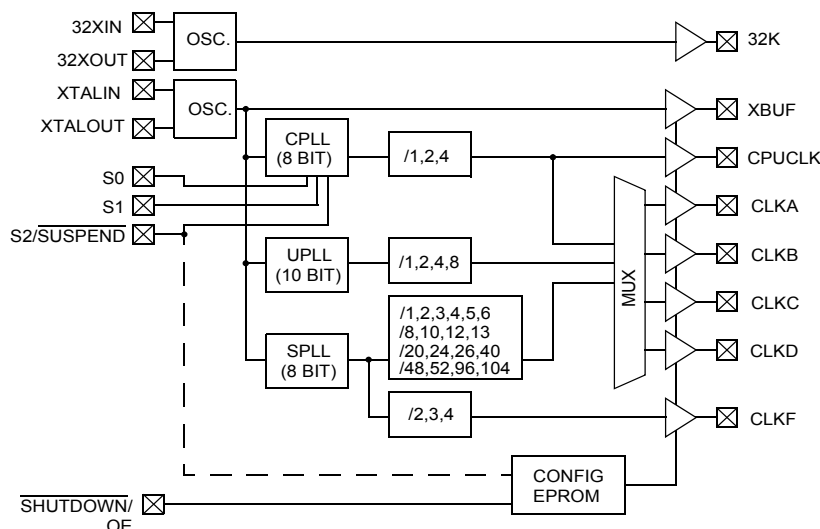 32XIN
OSC.
32K
32XOUT
XTALIN
OSC.
XBUF
XTALOUT
CPLL
(8 BIT)
/1,2,4
CPUCLK
S0
S1
CLKA
S2/SUSPEND
UPLL
(10 BIT)
/1,2,4,8
MUX
CLKB
CLKC
/1,2,3,4,5,6
/8,10,12,13
/20,24,26,40
/48,52,96,104
SPLL
(8 BIT)
CLKD
/2,3,4
CLKF
CONFIG
EPROM
SHUTDOWN/
OE